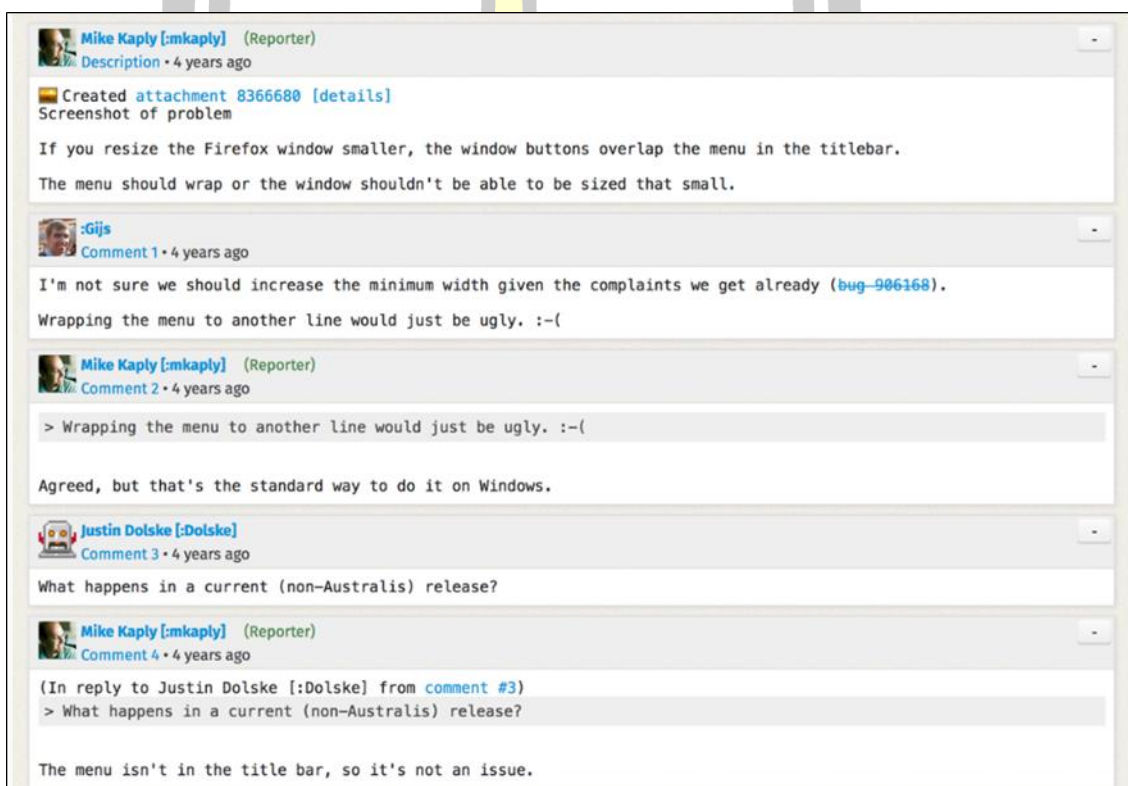 Mike Kaply [:mkaply] (Reporter) -
Description • 4 years ago
Created attachment 8366680 [details]
Screenshot of problem
If you resize the Firefox window smaller, the window buttons overlap the menu in the titlebar.
The menu should wrap or the window shouldn't be able to be sized that small.
:Gijs -
Comment 1 • 4 years ago
I'm not sure we should increase the minimum width given the complaints we get already (bug 906168).
Wrapping the menu to another line would just be ugly. :-(
Mike Kaply [:mkaply] (Reporter) -
Comment 2 • 4 years ago
> Wrapping the menu to another line would just be ugly. :-(
Agreed, but that's the standard way to do it on Windows.
Justin Dolske [:Dolske] -
Comment 3 • 4 years ago
What happens in a current (non-Australis) release?
Mike Kaply [:mkaply] (Reporter) -
Comment 4 • 4 years ago
(In reply to Justin Dolske [:Dolske] from comment #3)
> What happens in a current (non-Australis) release?
The menu isn't in the title bar, so it's not an issue.